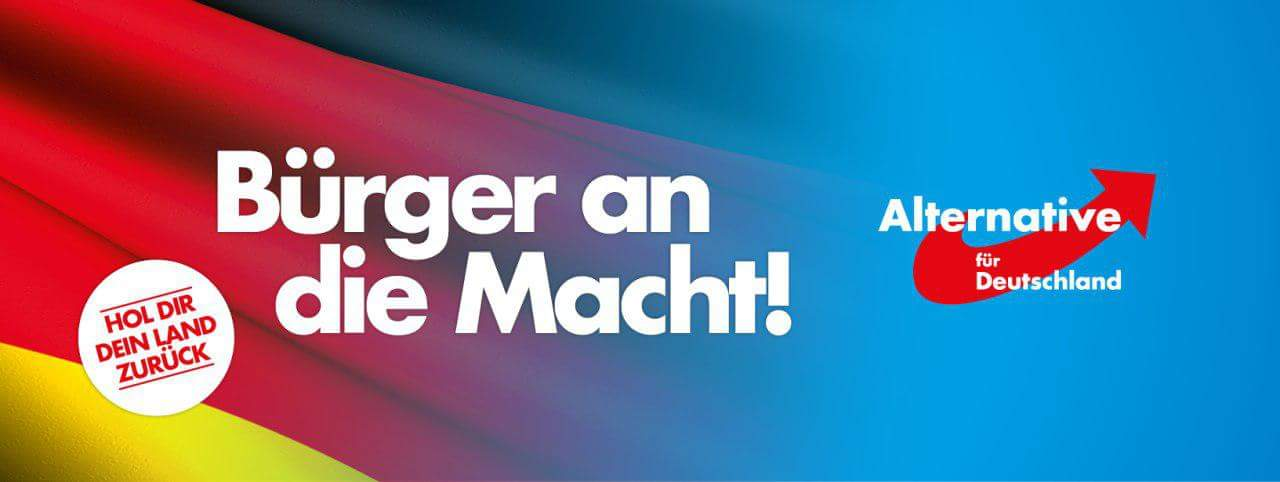 Bürger an
die Macht!
HOL DIR
DEIN LAND
ZURÜCK
Alternative
für
Deutschland